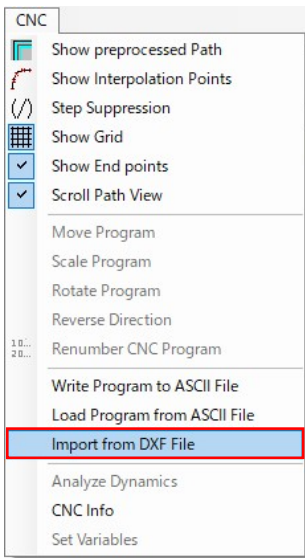 CNC
Show preprocessed Path
Show Interpolation Points
(/) Step Suppression
Show Grid
Show End points
Scroll Path View
Move Program
Scale Program
Rotate Program
Reverse Direction
10...
20...
Renumber CNC Program
Write Program to ASCII File
Load Program from ASCII File
Import from DXF File
Analyze Dynamics
CNC Info
Set Variables